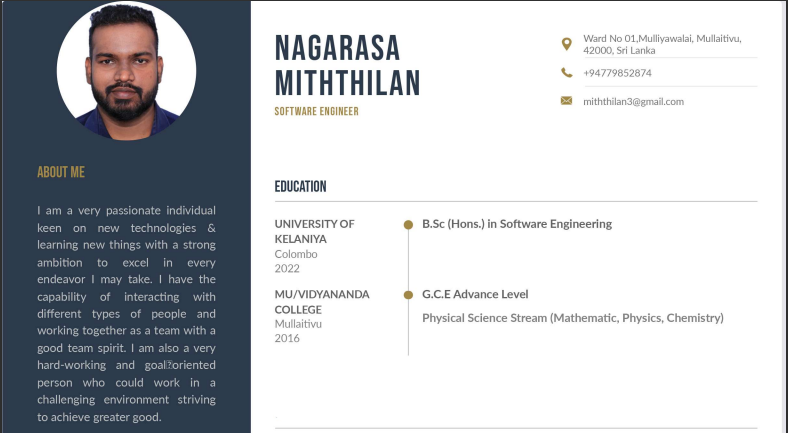 NAGARASA
MITHTHILAN
SOFTWARE ENGINEER
Ward No 01,Mulliyawalai, Mullaitivu,
42000, Sri Lanka
+94779852874
miththilan3@gmail.com
ABOUT ME
I am a very passionate individual
keen on new technologies &
learning new things with a strong
ambition to excel in every
endeavor I may take. I have the
capability of interacting with
different types of people and
working together as a team with a
good team spirit. I am also a very
hard-working and goal⍰oriented
person who could work in a
challenging environment striving
to achieve greater good.
EDUCATION
UNIVERSITY OF
KELANIYA
Colombo
2022
B.Sc (Hons.) in Software Engineering
MU/VIDYANANDA
COLLEGE
Mullaitivu
2016
G.C.E Advance Level
Physical Science Stream (Mathematic, Physics, Chemistry)